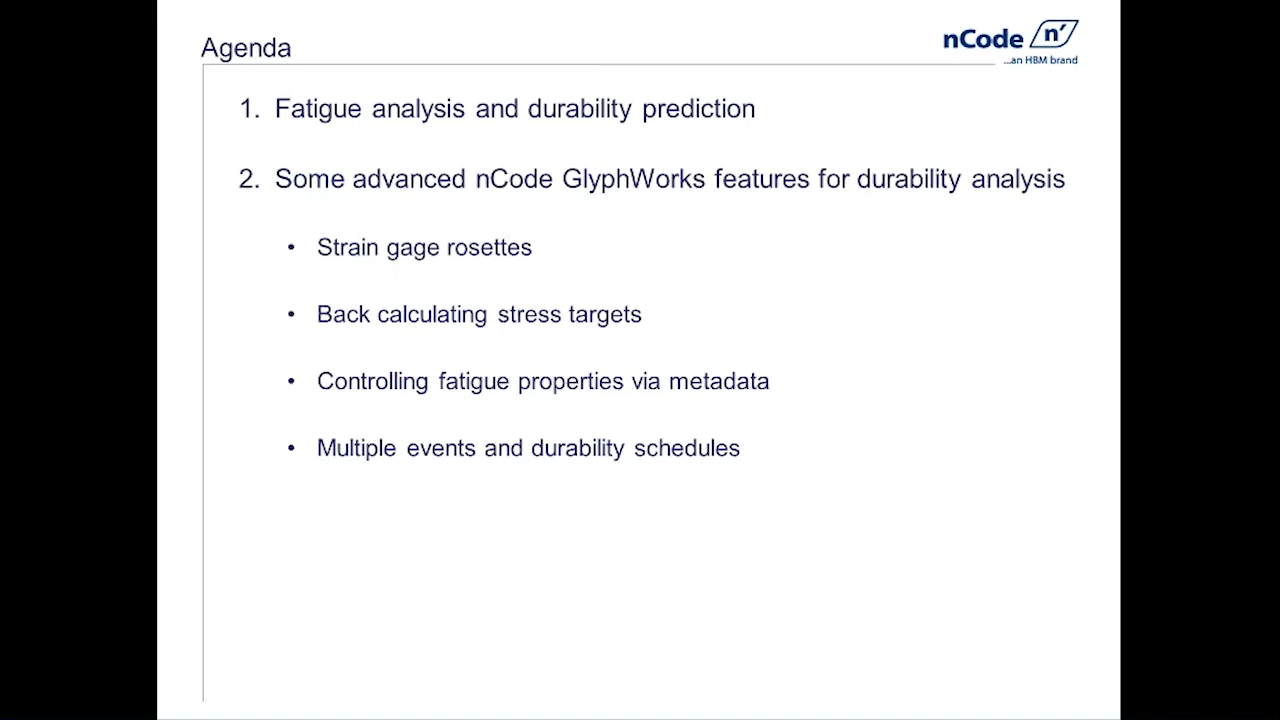 Agenda
nCode n'
...an HBM brand
1. Fatigue analysis and durability prediction
2. Some advanced nCode GlyphWorks features for durability analysis
• Strain gage rosettes
• Back calculating stress targets
• Controlling fatigue properties via metadata
• Multiple events and durability schedules